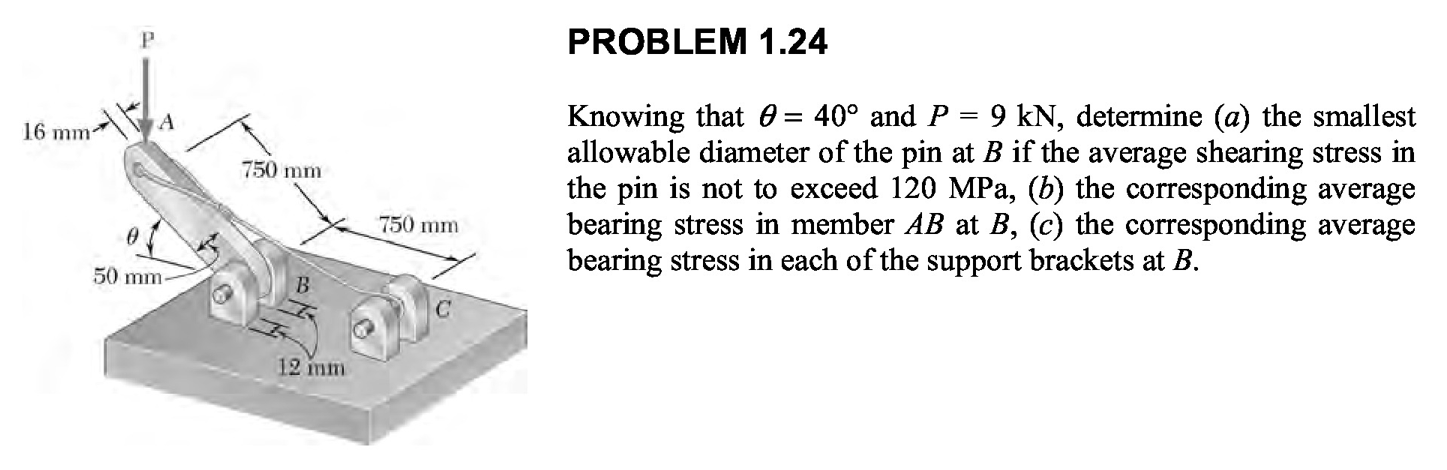 PROBLEM 1.24
Knowing that θ = 40° and P = 9 kN, determine (a) the smallest
allowable diameter of the pin at B if the average shearing stress in
the pin is not to exceed 120 MPa, (b) the corresponding average
bearing stress in member AB at B, (c) the corresponding average
bearing stress in each of the support brackets at B.
P
16 mm
A
750 mm
750 mm
θ
50 mm
B
C
12 mm